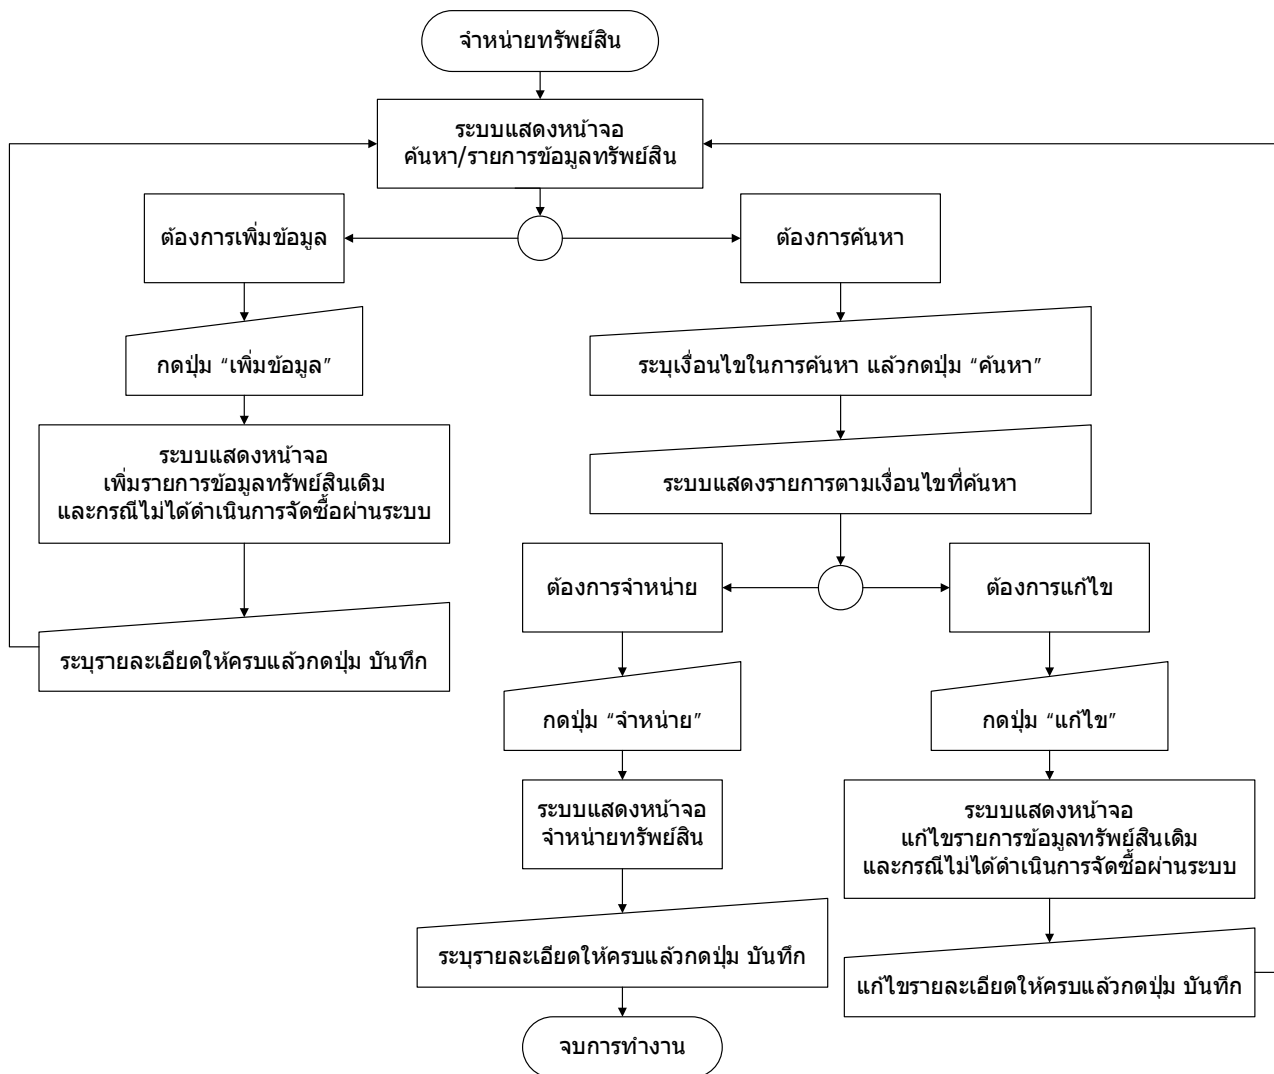 จำหน่ายทรัพย์สิน
ระบบแสดงหน้าจอ
ค้นหา/รายการข้อมูลทรัพย์สิน
ต้องการเพิ่มข้อมูล
ต้องการค้นหา
กดปุ่ม “เพิ่มข้อมูล”
ระบุเงื่อนไขในการค้นหา แล้วกดปุ่ม “ค้นหา”
ระบบแสดงหน้าจอ
เพิ่มรายการข้อมูลทรัพย์สินเดิม
และกรณีไม่ได้ดำเนินการจัดซื้อผ่านระบบ
ระบบแสดงรายการตามเงื่อนไขที่ค้นหา
ต้องการจำหน่าย
ต้องการแก้ไข
ระบุรายละเอียดให้ครบแล้วกดปุ่ม บันทึก
กดปุ่ม “จำหน่าย”
กดปุ่ม “แก้ไข”
ระบบแสดงหน้าจอ
จำหน่ายทรัพย์สิน
ระบบแสดงหน้าจอ
แก้ไขรายการข้อมูลทรัพย์สินเดิม
และกรณีไม่ได้ดำเนินการจัดซื้อผ่านระบบ
ระบุรายละเอียดให้ครบแล้วกดปุ่ม บันทึก
แก้ไขรายละเอียดให้ครบแล้วกดปุ่ม บันทึก
จบการทำงาน